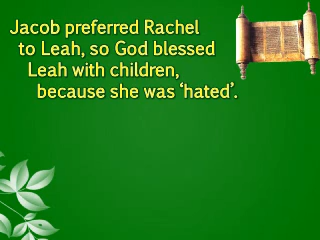 Jacob preferred Rachel
to Leah, so God blessed
Leah with children,
because she was ‘hated’.